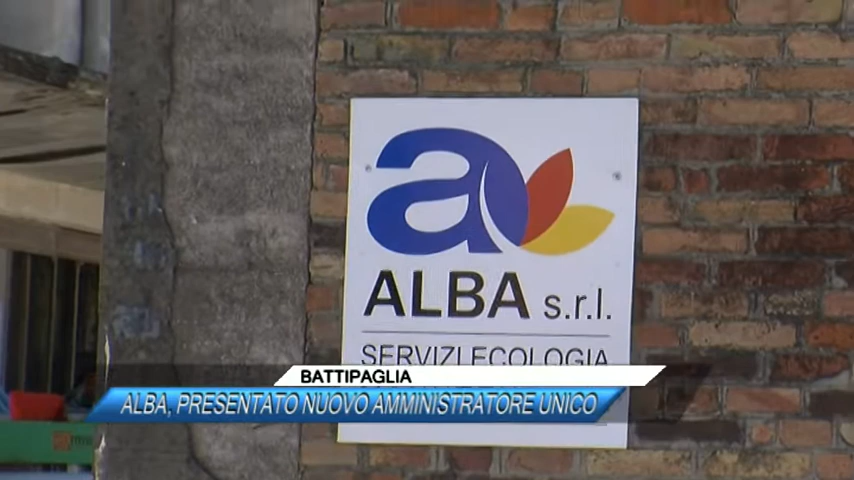 a
ALBA s.r.l.
SERVIZI ECOLOGIA
BATTIPAGLIA
ALBA, PRESENTATO NUOVO AMMINISTRATORE UNICO